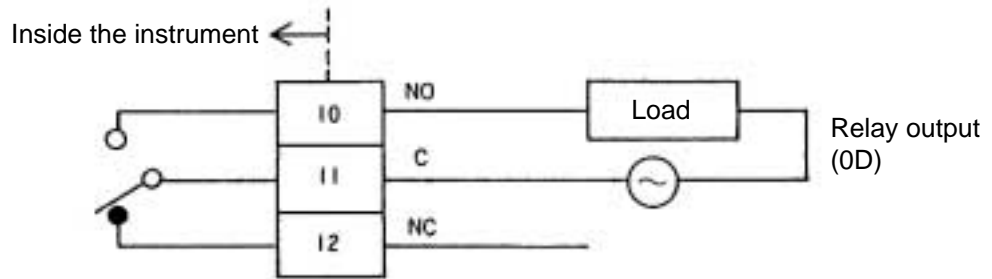 Inside the instrument
NO
10
Load
Relay output
(0D)
C
11
NC
12